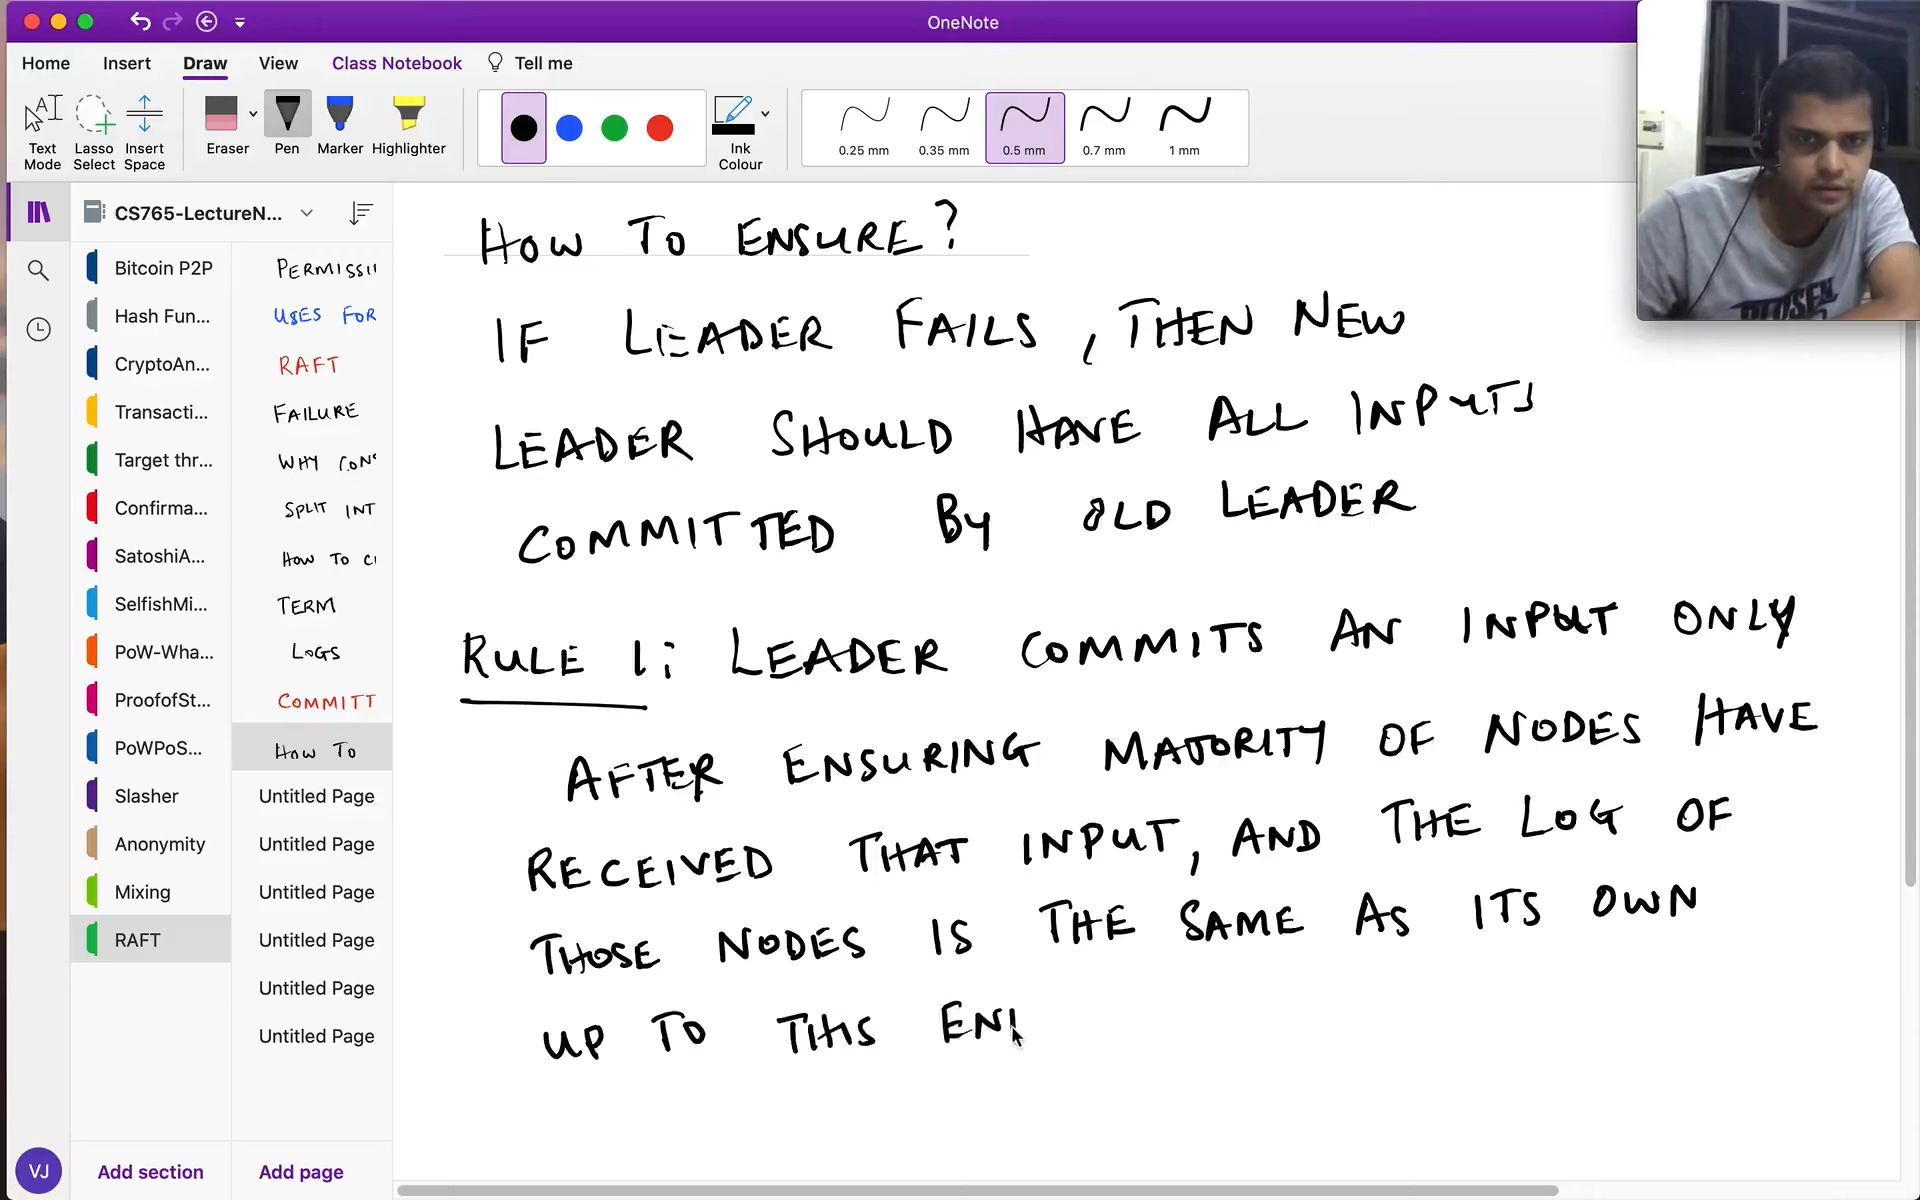 OneNote
Home Insert Draw View Class Notebook Tell me
Text Mode
Lasso Select
Insert Space
Eraser
Pen
Marker
Highlighter
Ink Colour
0.25 mm
0.35 mm
0.5 mm
0.7 mm
1 mm
CS765-LectureN...
Bitcoin P2P
Hash Fun...
CryptoAn...
Transacti...
Target thr...
Confirma...
SatoshiA...
SelfishMi...
PoW-Wha...
ProofofSt...
PoWPoS...
Slasher
Anonymity
Mixing
RAFT
Add section
VJ
PERMISSI
USES FOR
RAFT
FAILURE
WHY CONS
SPLIT INT
HOW TO C
TERM
LOGS
COMMITT
HOW TO
Untitled Page
Untitled Page
Untitled Page
Untitled Page
Untitled Page
Untitled Page
Add page
HOW TO ENSURE?
IF LEADER FAILS, THEN NEW
LEADER SHOULD HAVE ALL INPUTS
COMMITTED BY OLD LEADER
RULE 1: LEADER COMMITS AN INPUT ONLY
AFTER ENSURING MAJORITY OF NODES HAVE
RECEIVED THAT INPUT, AND THE LOG OF
THOSE NODES IS THE SAME AS ITS OWN
UP TO THIS EN